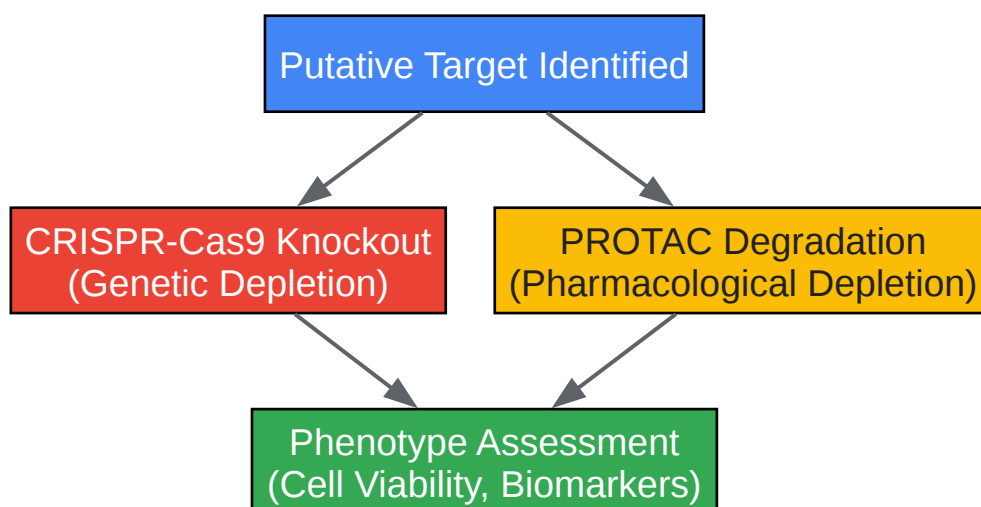 Putative Target Identified
CRISPR-Cas9 Knockout
(Genetic Depletion)
PROTAC Degradation
(Pharmacological Depletion)
Phenotype Assessment
(Cell Viability, Biomarkers)